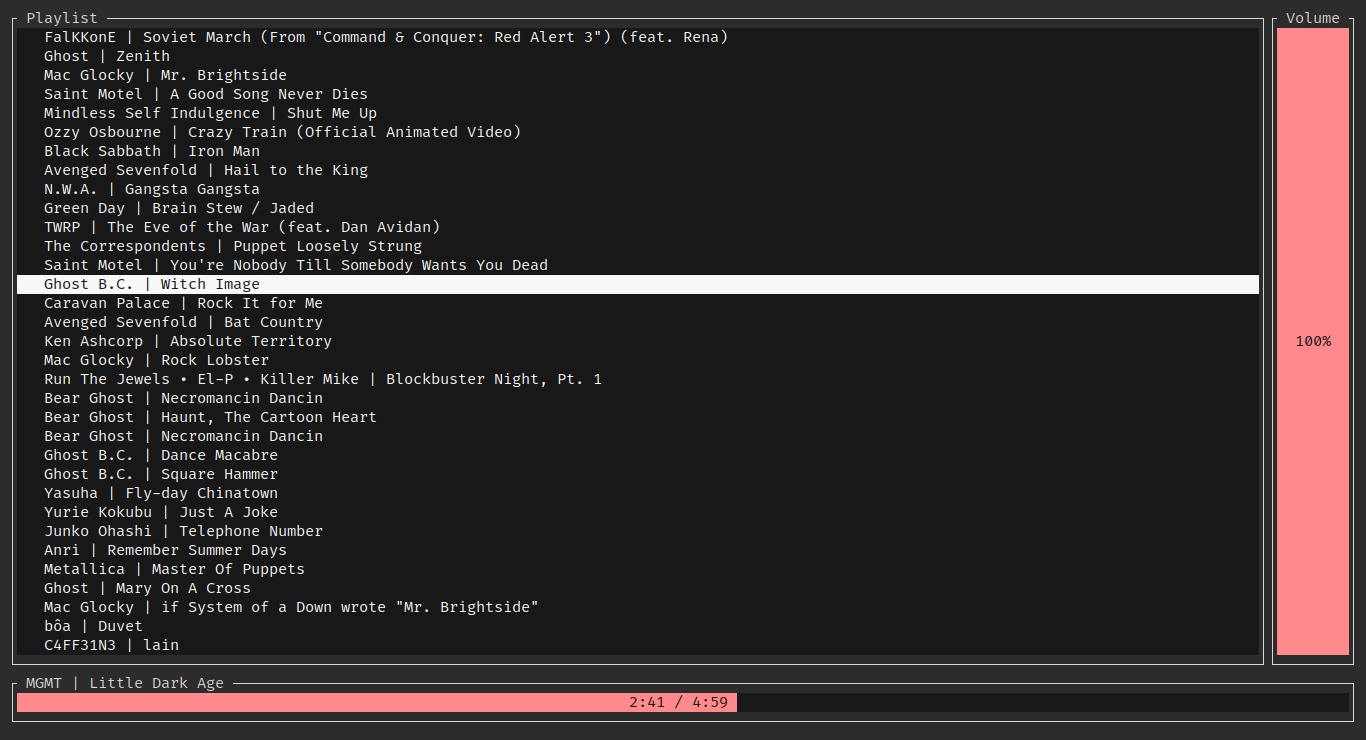 Playlist
Volume
FalKKonE | Soviet March (From "Command & Conquer: Red Alert 3") (feat. Rena)
Ghost | Zenith
Mac Glocky | Mr. Brightside
Saint Motel | A Good Song Never Dies
Mindless Self Indulgence | Shut Me Up
Ozzy Osbourne | Crazy Train (Official Animated Video)
Black Sabbath | Iron Man
Avenged Sevenfold | Hail to the King
N.W.A. | Gangsta Gangsta
Green Day | Brain Stew / Jaded
TWRP | The Eve of the War (feat. Dan Avidan)
The Correspondents | Puppet Loosely Strung
Saint Motel | You're Nobody Till Somebody Wants You Dead
Ghost B.C. | Witch Image
Caravan Palace | Rock It for Me
Avenged Sevenfold | Bat Country
Ken Ashcorp | Absolute Territory
100%
Mac Glocky | Rock Lobster
Run The Jewels • El-P • Killer Mike | Blockbuster Night, Pt. 1
Bear Ghost | Necromancin Dancin
Bear Ghost | Haunt, The Cartoon Heart
Bear Ghost | Necromancin Dancin
Ghost B.C. | Dance Macabre
Ghost B.C. | Square Hammer
Yasuha | Fly-day Chinatown
Yurie Kokubu | Just A Joke
Junko Ohashi | Telephone Number
Anri | Remember Summer Days
Metallica | Master Of Puppets
Ghost | Mary On A Cross
Mac Glocky | if System of a Down wrote "Mr. Brightside"
bôa | Duvet
C4FF31N3 | lain
MGMT | Little Dark Age
2:41 / 4:59